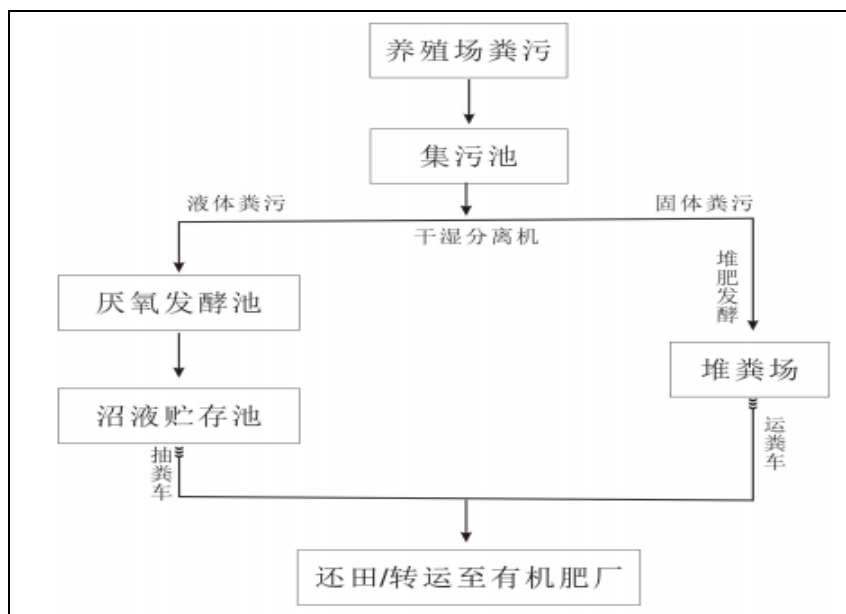 养殖场粪污
集污池
液体粪污
固体粪污
干湿分离机
厌氧发酵池
堆肥发酵
堆粪场
沼液贮存池
抽粪车
运粪车
还田/转运至有机肥厂